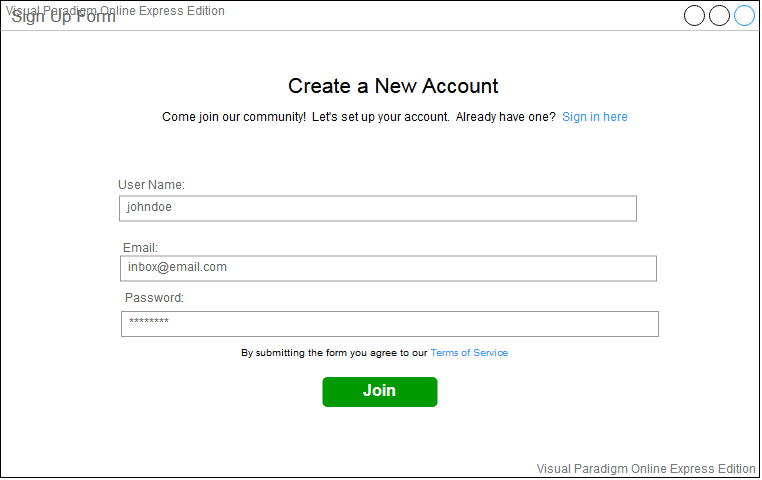 Visual Paradigm Online Express Edition
Sign Up Form
Create a New Account
Come join our community! Let's set up your account. Already have one? Sign in here
User Name:
johndoe
Email:
inbox@email.com
Password:
********
By submitting the form you agree to our Terms of Service
Join
Visual Paradigm Online Express Edition